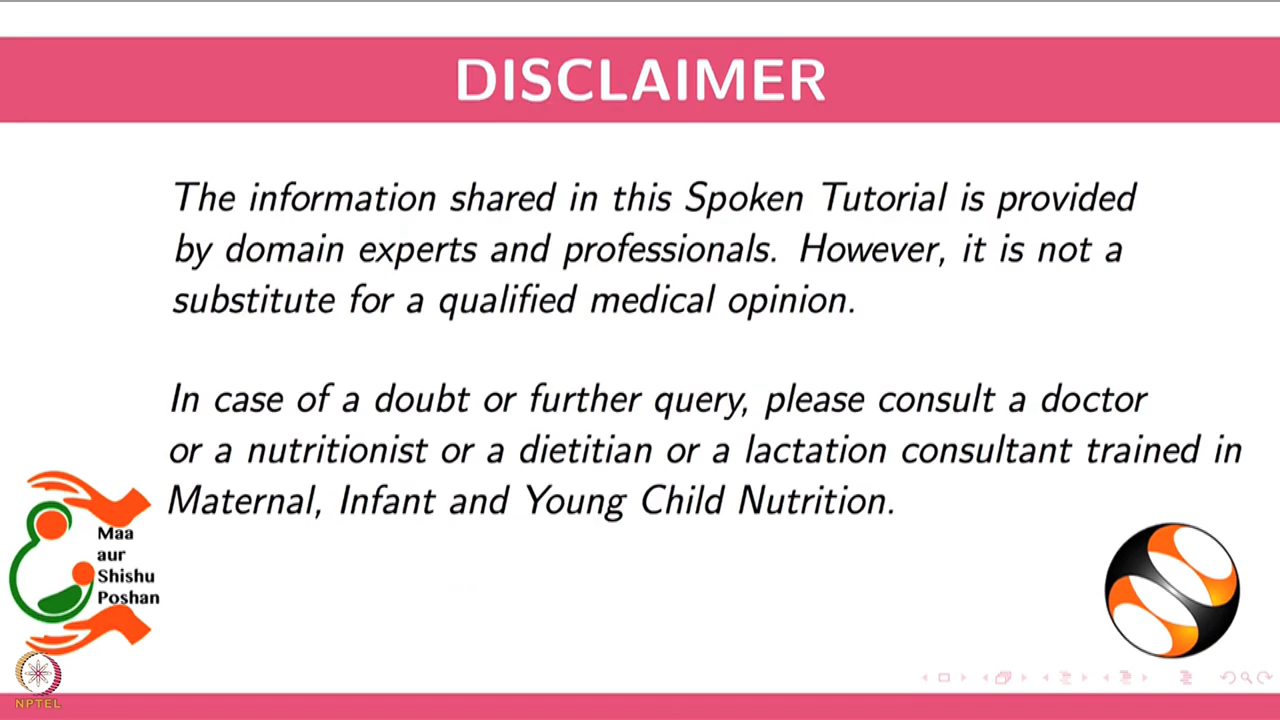 DISCLAIMER
The information shared in this Spoken Tutorial is provided
by domain experts and professionals. However, it is not a
substitute for a qualified medical opinion.
In case of a doubt or further query, please consult a doctor
or a nutritionist or a dietitian or a lactation consultant trained in
Maternal, Infant and Young Child Nutrition.
Maa
aur
Shishu
Poshan
NPTEL